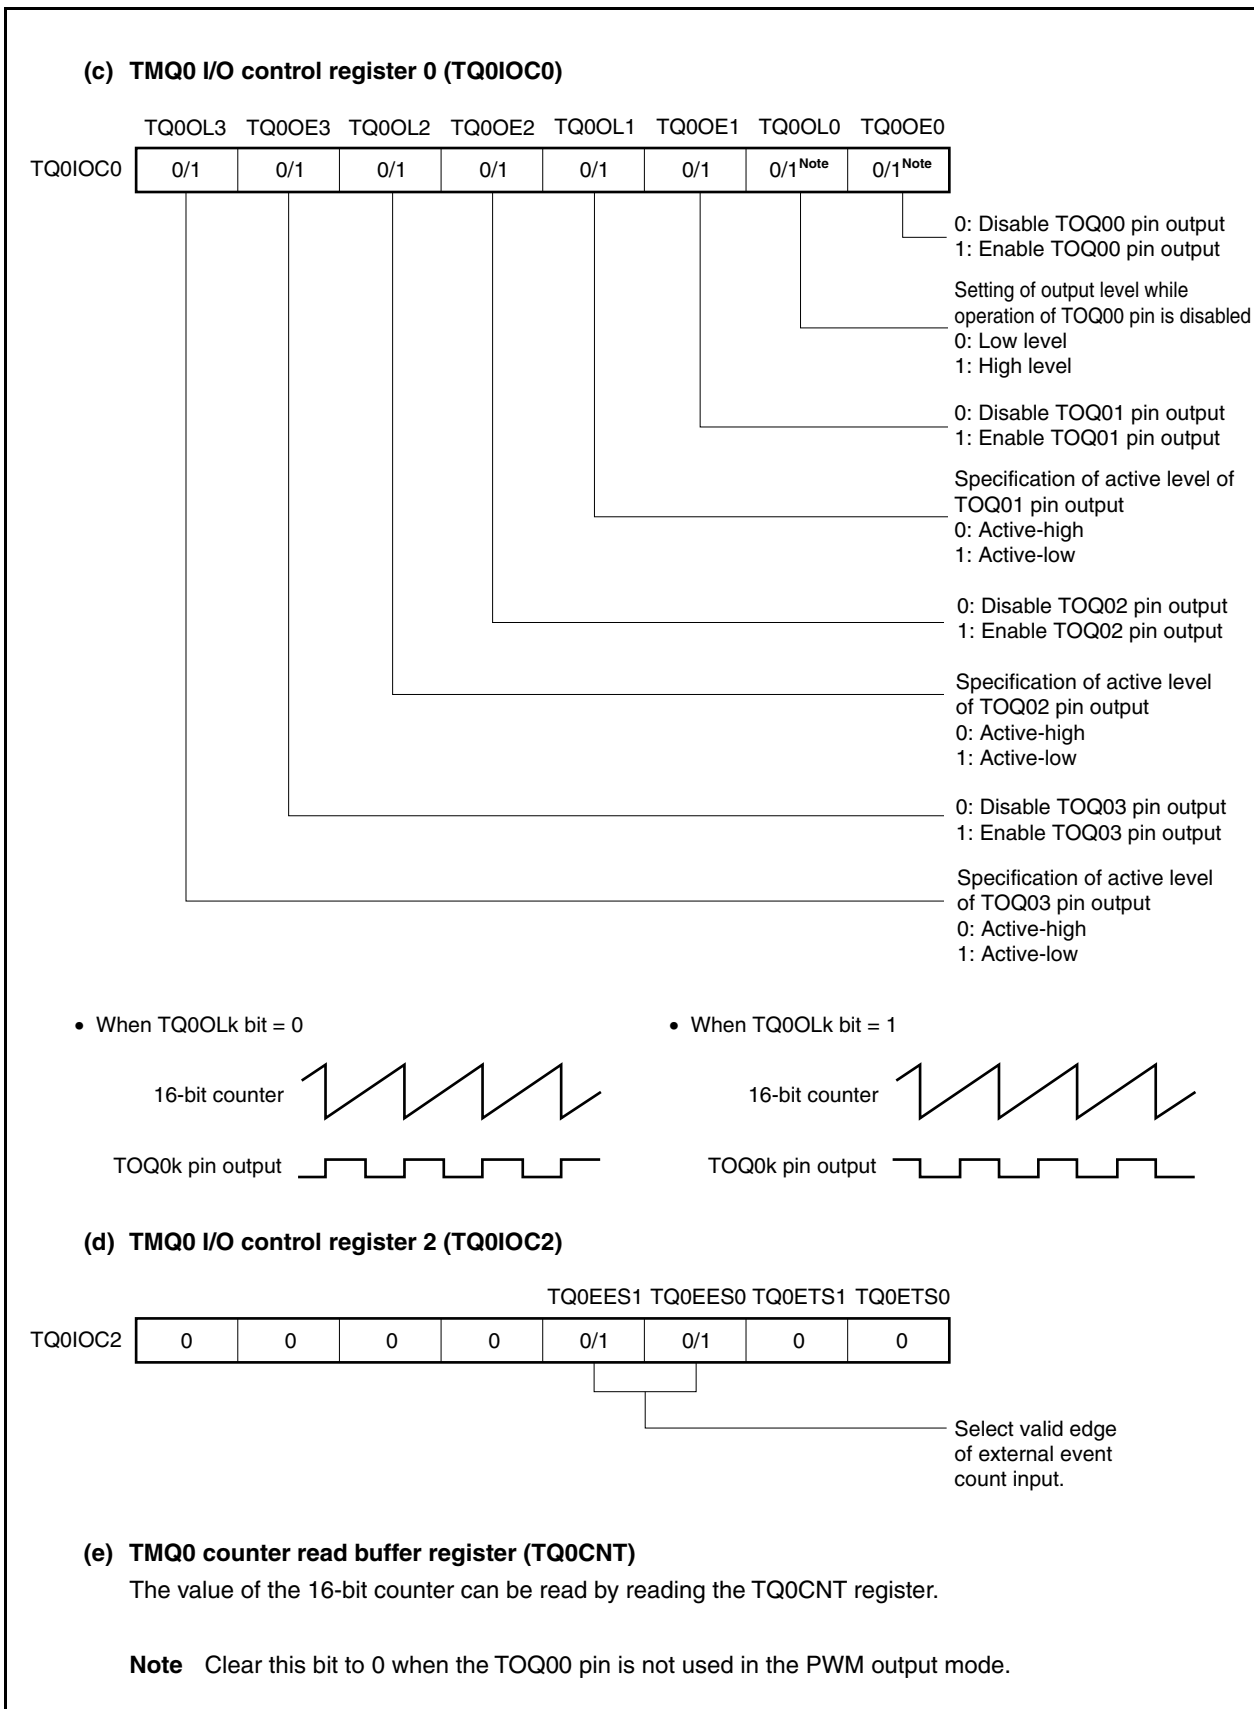 (c) TMQ0 I/O control register 0 (TQ0IOC0)
TQ0OL3 TQ0OE3 TQ0OL2 TQ0OE2 TQ0OL1 TQ0OE1 TQ0OL0 TQ0OE0
TQ0IOC0 0/1 0/1 0/1 0/1 0/1 0/1 0/1Note 0/1Note
0: Disable TOQ00 pin output
1: Enable TOQ00 pin output
Setting of output level while
operation of TOQ00 pin is disabled
0: Low level
1: High level
0: Disable TOQ01 pin output
1: Enable TOQ01 pin output
Specification of active level of
TOQ01 pin output
0: Active-high
1: Active-low
0: Disable TOQ02 pin output
1: Enable TOQ02 pin output
Specification of active level
of TOQ02 pin output
0: Active-high
1: Active-low
0: Disable TOQ03 pin output
1: Enable TOQ03 pin output
Specification of active level
of TOQ03 pin output
0: Active-high
1: Active-low
• When TQ0OLk bit = 0
16-bit counter
TOQ0k pin output
• When TQ0OLk bit = 1
16-bit counter
TOQ0k pin output
(d) TMQ0 I/O control register 2 (TQ0IOC2)
TQ0EES1 TQ0EES0 TQ0ETS1 TQ0ETS0
TQ0IOC2 0 0 0 0 0/1 0/1 0 0
Select valid edge
of external event
count input.
(e) TMQ0 counter read buffer register (TQ0CNT)
The value of the 16-bit counter can be read by reading the TQ0CNT register.
Note Clear this bit to 0 when the TOQ00 pin is not used in the PWM output mode.